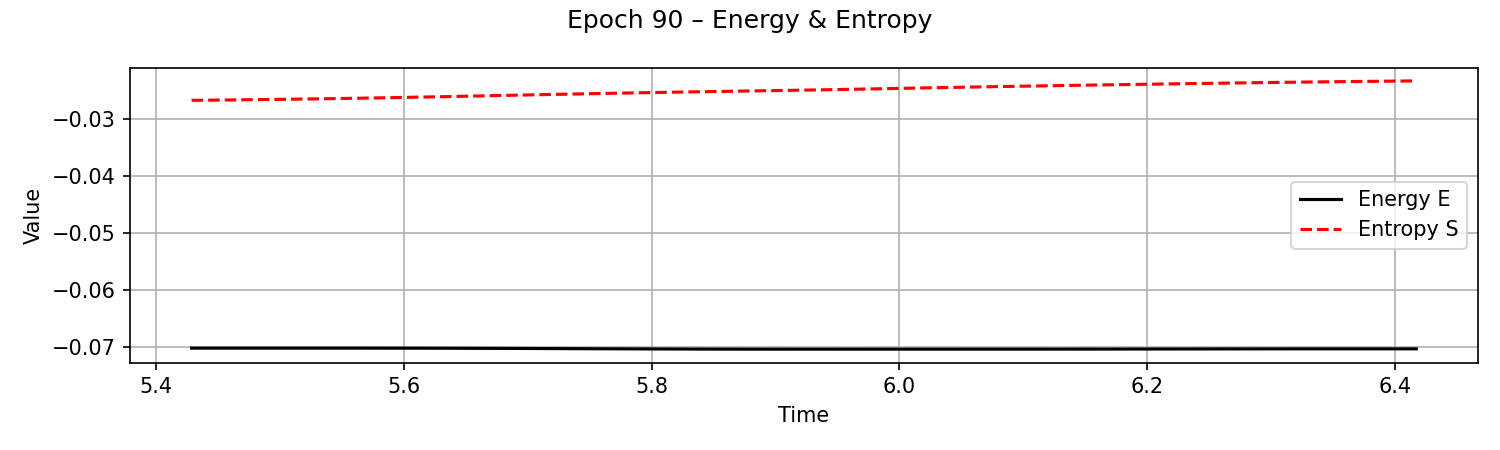 Epoch 90 – Energy & Entropy
−0.03
−0.04
−0.05
−0.06
−0.07
Value
Energy E
Entropy S
5.4 5.6 5.8 6.0 6.2 6.4
Time